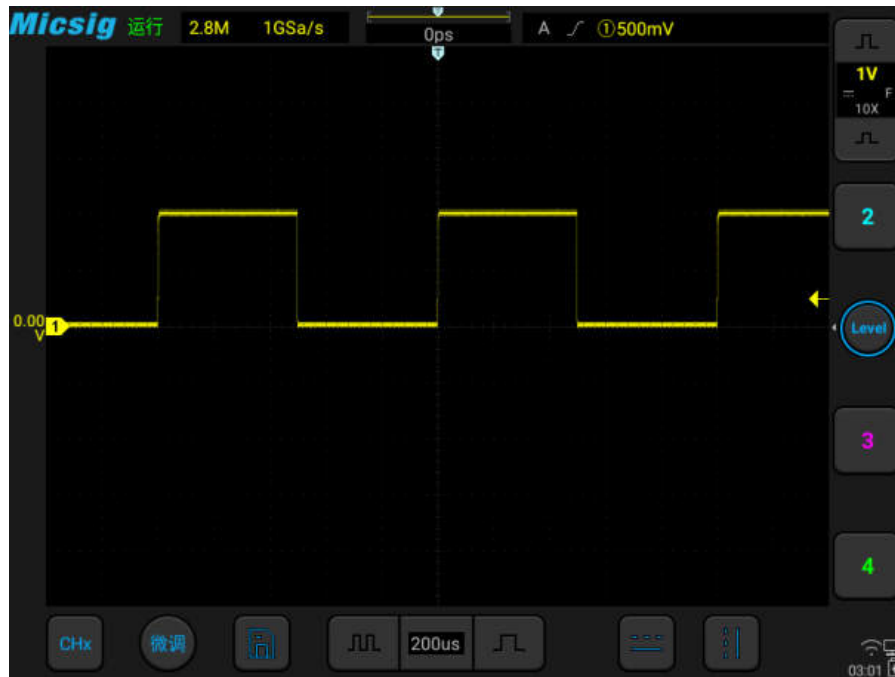 Micsig 运行 2.8M 1GSa/s 0ps A ①500mV
T
1V
F
10X
2
0.00 1
V
Level
3
4
CHx 微调 200us
03:01